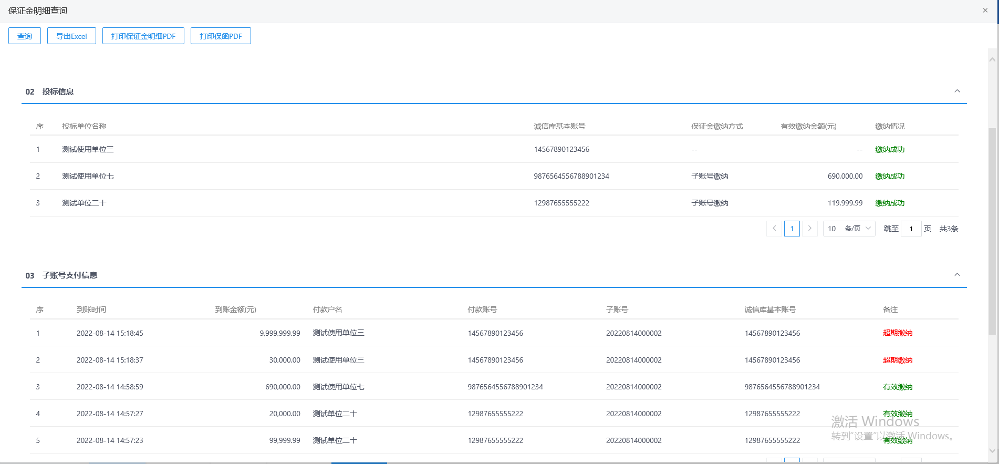 保证金明细查询
×
查询 导出Excel 打印保证金明细PDF 打印保函PDF
02 投标信息
序 投标单位名称 诚信库基本账号 保证金缴纳方式 有效缴纳金额(元) 缴纳情况
1 测试使用单位三 14567890123456 -- -- 缴纳成功
2 测试使用单位七 9876564556788901234 子账号缴纳 690,000.00 缴纳成功
3 测试单位二十 12987655555222 子账号缴纳 119,999.99 缴纳成功
1 10 条/页 跳至 1 页 共3条
03 子账号支付信息
序 到账时间 到账金额(元) 付款户名 付款账号 子账号 诚信库基本账号 备注
1 2022-08-14 15:18:45 9,999,999.99 测试使用单位三 14567890123456 20220814000002 14567890123456 超期缴纳
2 2022-08-14 15:18:37 30,000.00 测试使用单位三 14567890123456 20220814000002 14567890123456 超期缴纳
3 2022-08-14 14:58:59 690,000.00 测试使用单位七 9876564556788901234 20220814000002 9876564556788901234 有效缴纳
4 2022-08-14 14:57:27 20,000.00 测试单位二十 12987655555222 20220814000002 12987655555222 有效缴纳
激活 Windows
转到“设置”以激活 Windows。
5 2022-08-14 14:57:23 99,999.99 测试单位二十 12987655555222 20220814000002 12987655555222 有效缴纳